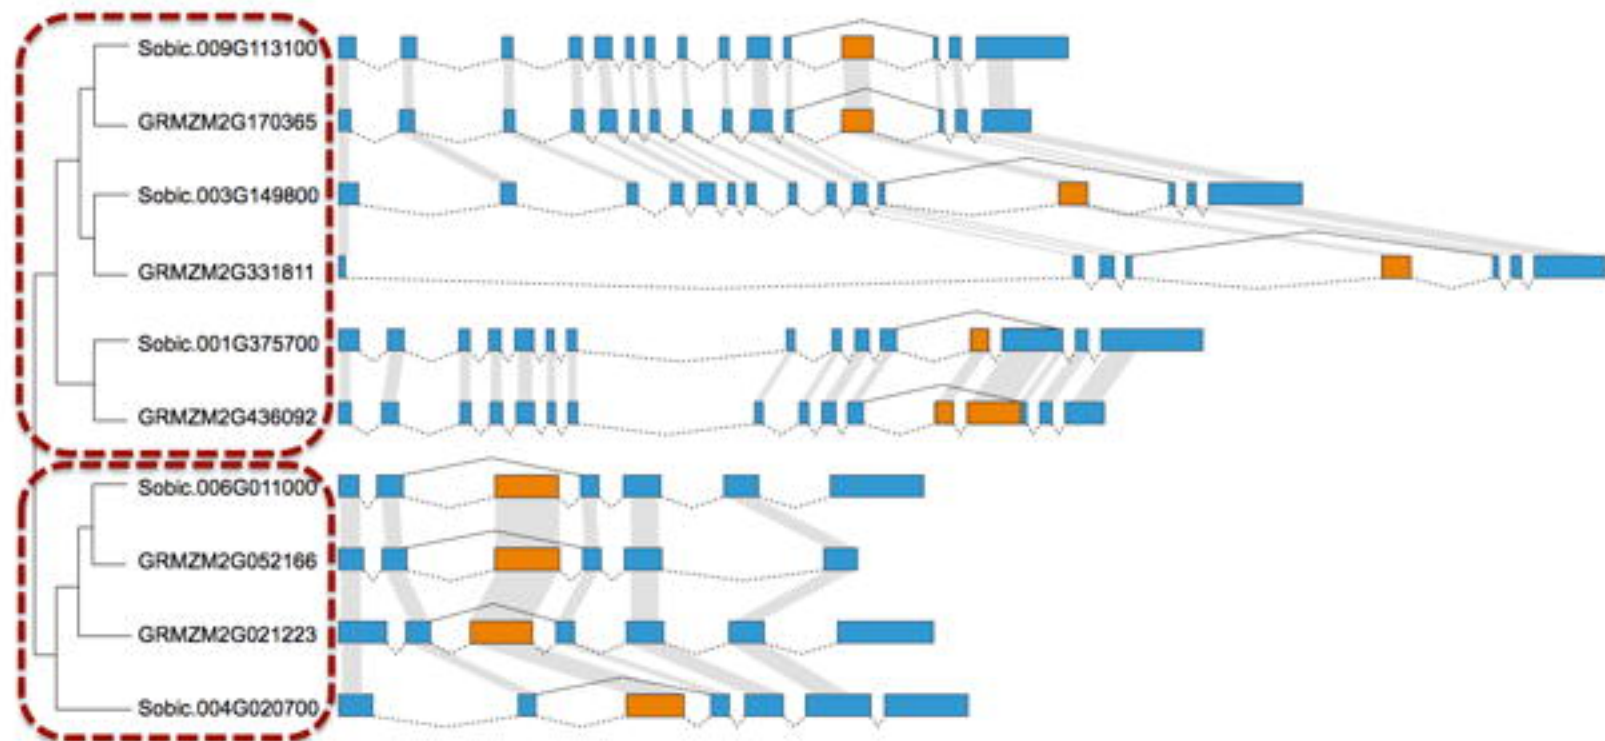 Sobic.009G113100
GRMZM2G170365
Sobic.003G149800
GRMZM2G331811
Sobic.001G375700
GRMZM2G436092
Sobic.006G011000
GRMZM2G052166
GRMZM2G021223
Sobic.004G020700